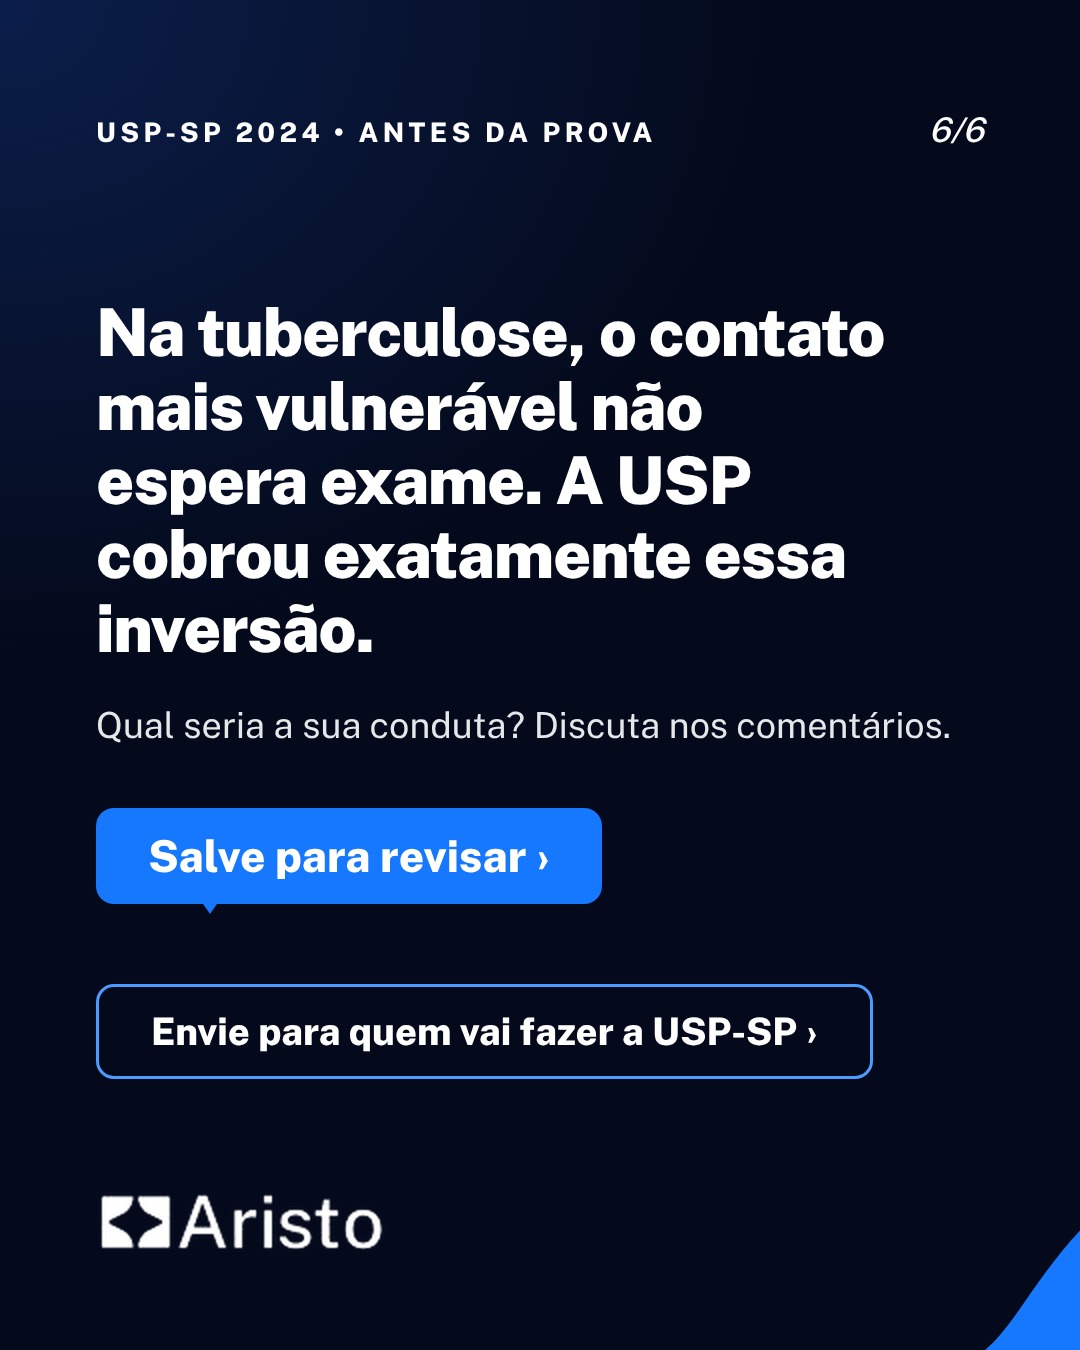 USP-SP 2024 • ANTES DA PROVA
6/6
Na tuberculose, o contato
mais vulnerável não
espera exame. A USP
cobrou exatamente essa
inversão.
Qual seria a sua conduta? Discuta nos comentários.
Salve para revisar ›
Envie para quem vai fazer a USP-SP ›
Aristo